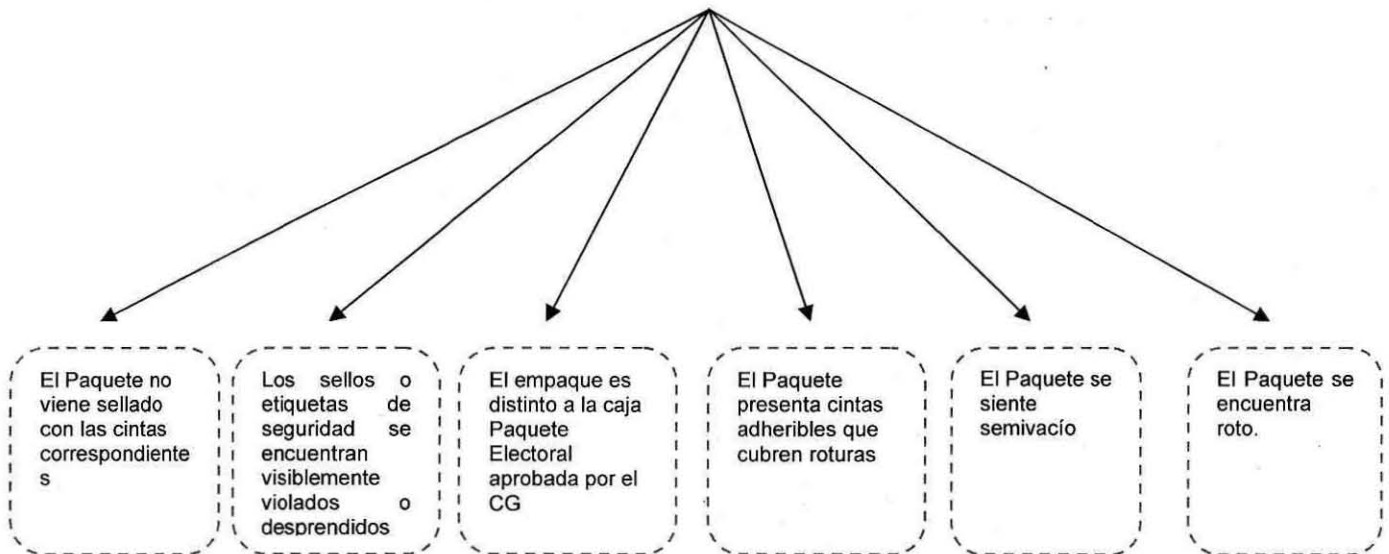 El Paquete no
viene sellado
con las cintas
correspondiente
s
Los sellos o
etiquetas de
seguridad se
encuentran
visiblemente
violados o
desprendidos
El empaque es
distinto a la caja
Paquete
Electoral
aprobada por el
CG
El Paquete
presenta cintas
adheribles que
cubren roturas
El Paquete se
siente
semivacío
El Paquete se
encuentra
roto.